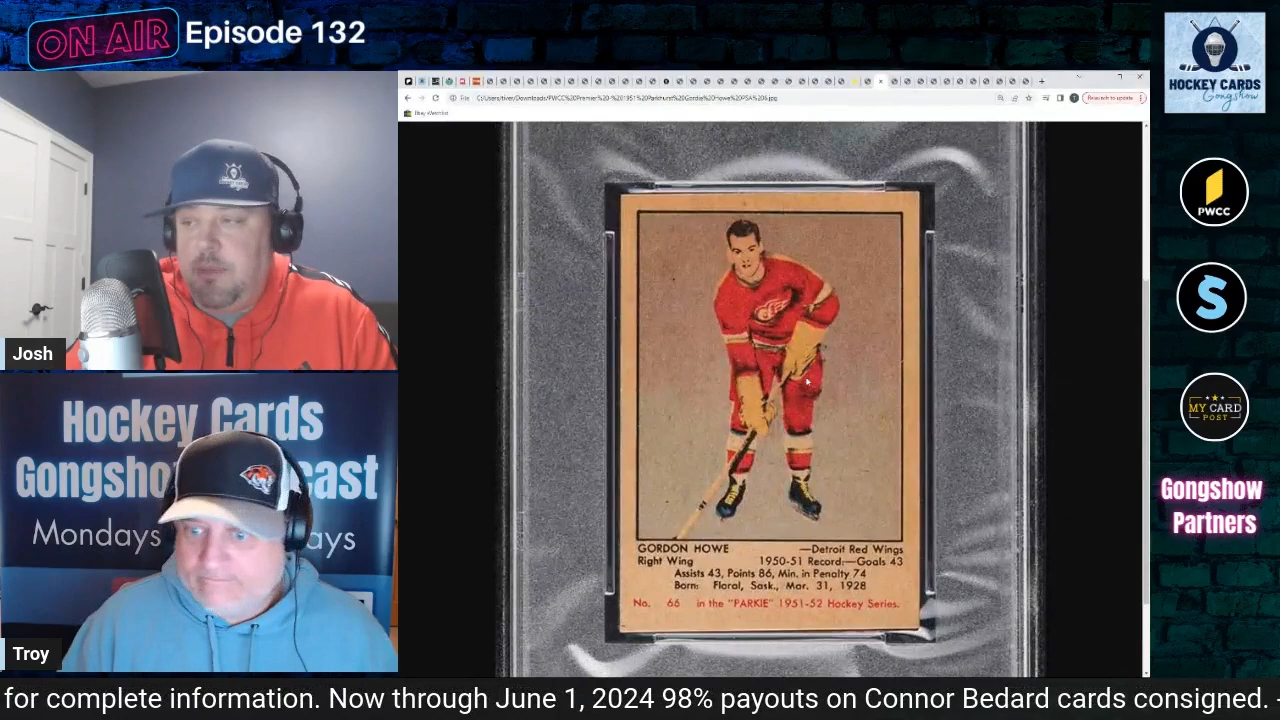 ON AIR
Episode 132
HOCKEY CARDS
Gongshow
PWCC
S
MY CARD
POST
Gongshow
Partners
Josh
Hockey Cards
Mondays
Troy
GORDON HOWE —Detroit Red Wings
Right Wing 1950-51 Record:—Goals 43
Assists 43, Points 86, Min. in Penalty 74
Born: Floral, Sask., Mar. 31, 1928
No. 66 in the "PARKIE" 1951-52 Hockey Series.
for complete information. Now through June 1, 2024 98% payouts on Connor Bedard cards consigned.